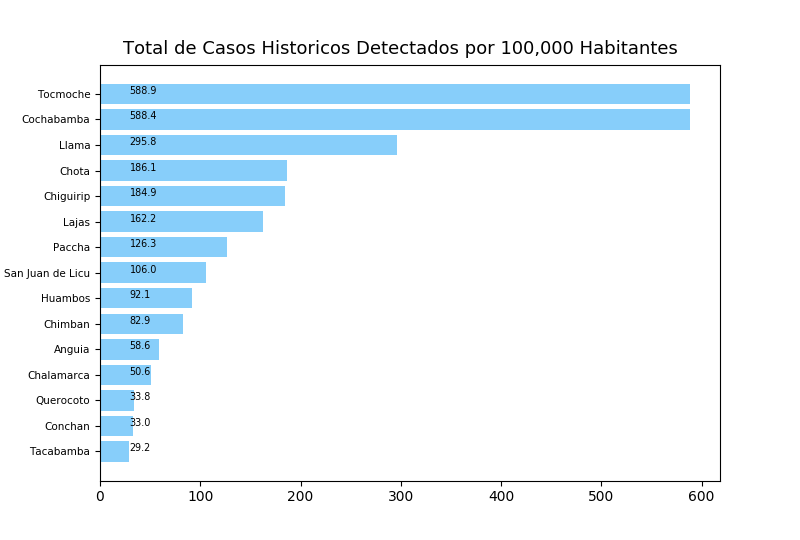 Total de Casos Historicos Detectados por 100,000 Habitantes
Tocmoche 588.9
Cochabamba 588.4
Llama 295.8
Chota 186.1
Chiguirip 184.9
Lajas 162.2
Paccha 126.3
San Juan de Licu 106.0
Huambos 92.1
Chimban 82.9
Anguia 58.6
Chalamarca 50.6
Querocoto 33.8
Conchan 33.0
Tacabamba 29.2
0 100 200 300 400 500 600